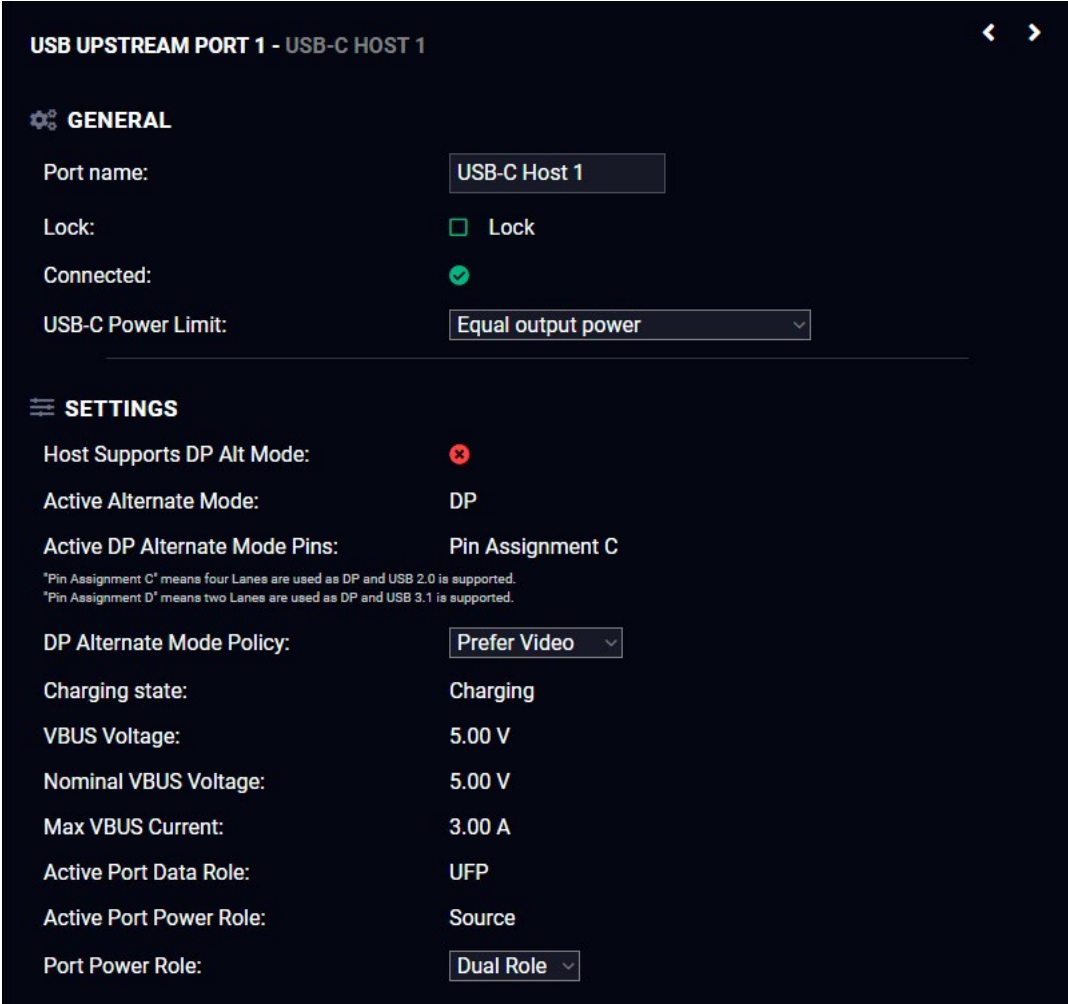 USB UPSTREAM PORT 1 - USB-C HOST 1
GENERAL
Port name: USB-C Host 1
Lock: Lock
Connected:
USB-C Power Limit: Equal output power
SETTINGS
Host Supports DP Alt Mode:
Active Alternate Mode: DP
Active DP Alternate Mode Pins: Pin Assignment C
"Pin Assignment C" means four Lanes are used as DP and USB 2.0 is supported.
"Pin Assignment D" means two Lanes are used as DP and USB 3.1 is supported.
DP Alternate Mode Policy: Prefer Video
Charging state: Charging
VBUS Voltage: 5.00 V
Nominal VBUS Voltage: 5.00 V
Max VBUS Current: 3.00 A
Active Port Data Role: UFP
Active Port Power Role: Source
Port Power Role: Dual Role